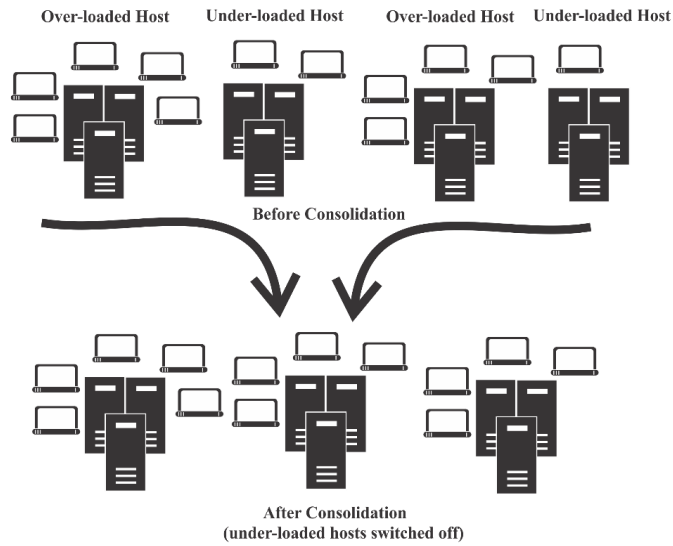 Over-loaded Host
Under-loaded Host
Over-loaded Host
Under-loaded Host
Before Consolidation
After Consolidation
(under-loaded hosts switched off)